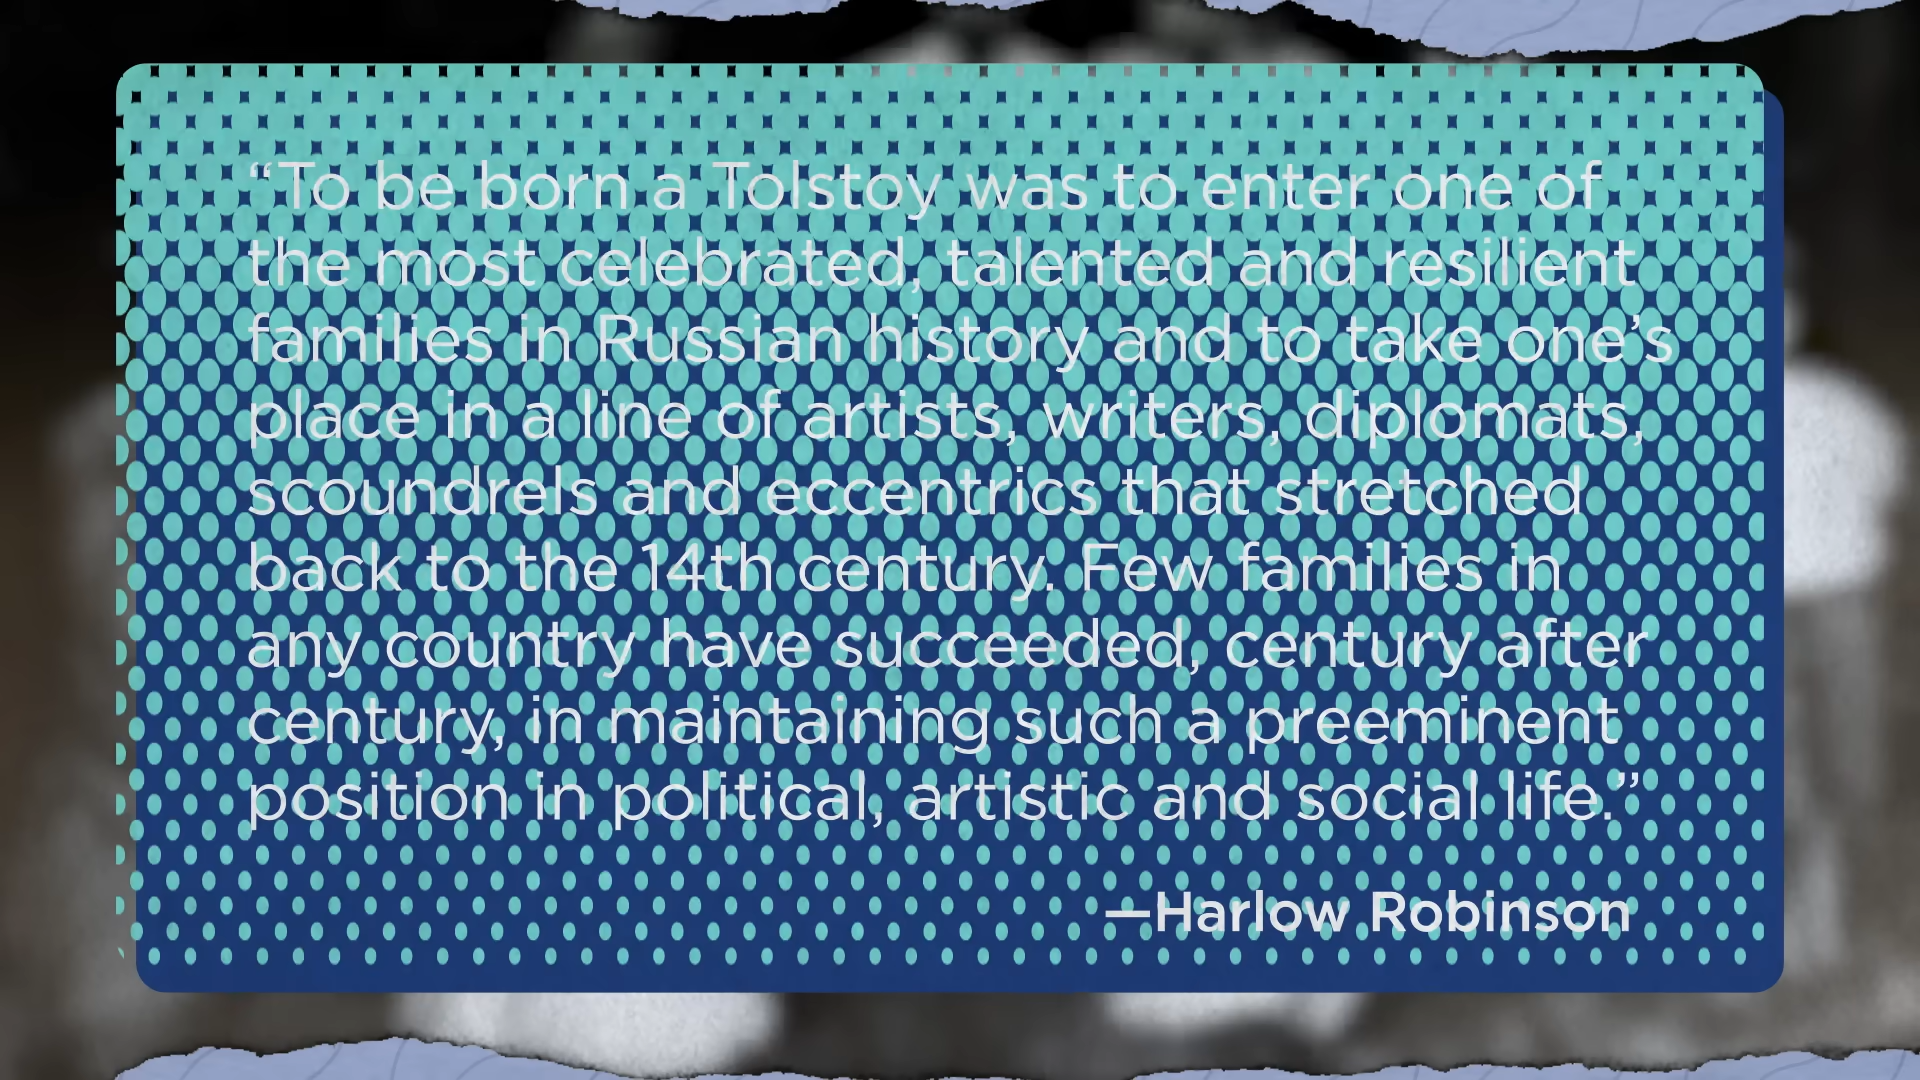 “To be born a Tolstoy was to enter one of
the most celebrated, talented and resilient
families in Russian history and to take one’s
place in a line of artists, writers, diplomats,
scoundrels and eccentrics that stretched
back to the 14th century. Few families in
any country have succeeded, century after
century, in maintaining such a preeminent
position in political, artistic and social life.”
—Harlow Robinson